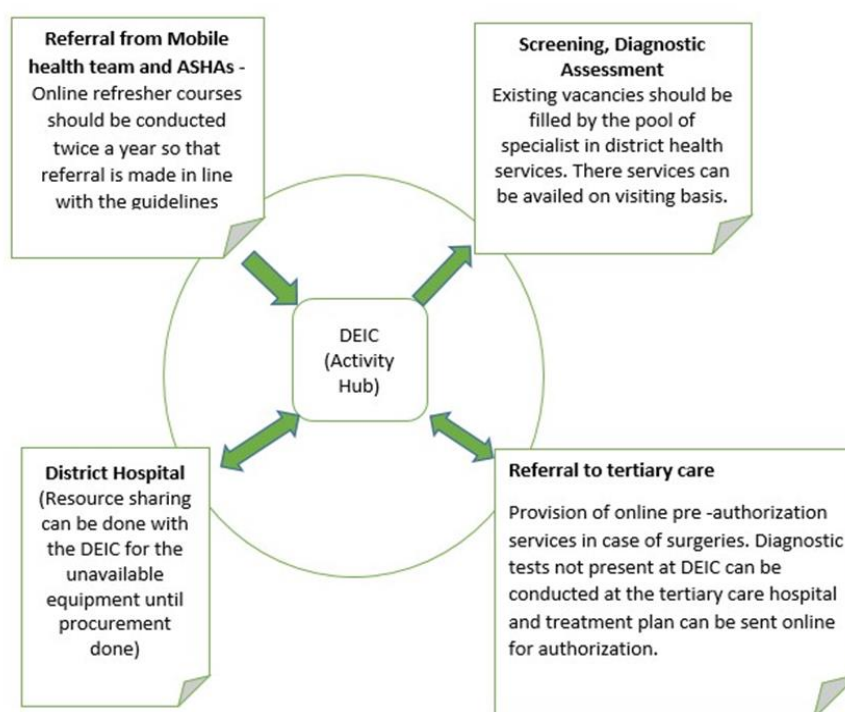 Referral from Mobile
health team and ASHAs -
Online refresher courses
should be conducted
twice a year so that
referral is made in line
with the guidelines
Screening, Diagnostic
Assessment
Existing vacancies should be
filled by the pool of
specialist in district health
services. There services can
be availed on visiting basis.
DEIC
(Activity
Hub)
District Hospital
(Resource sharing
can be done with
the DEIC for the
unavailable
equipment until
procurement
done)
Referral to tertiary care
Provision of online pre -authorization
services in case of surgeries. Diagnostic
tests not present at DEIC can be
conducted at the tertiary care hospital
and treatment plan can be sent online
for authorization.